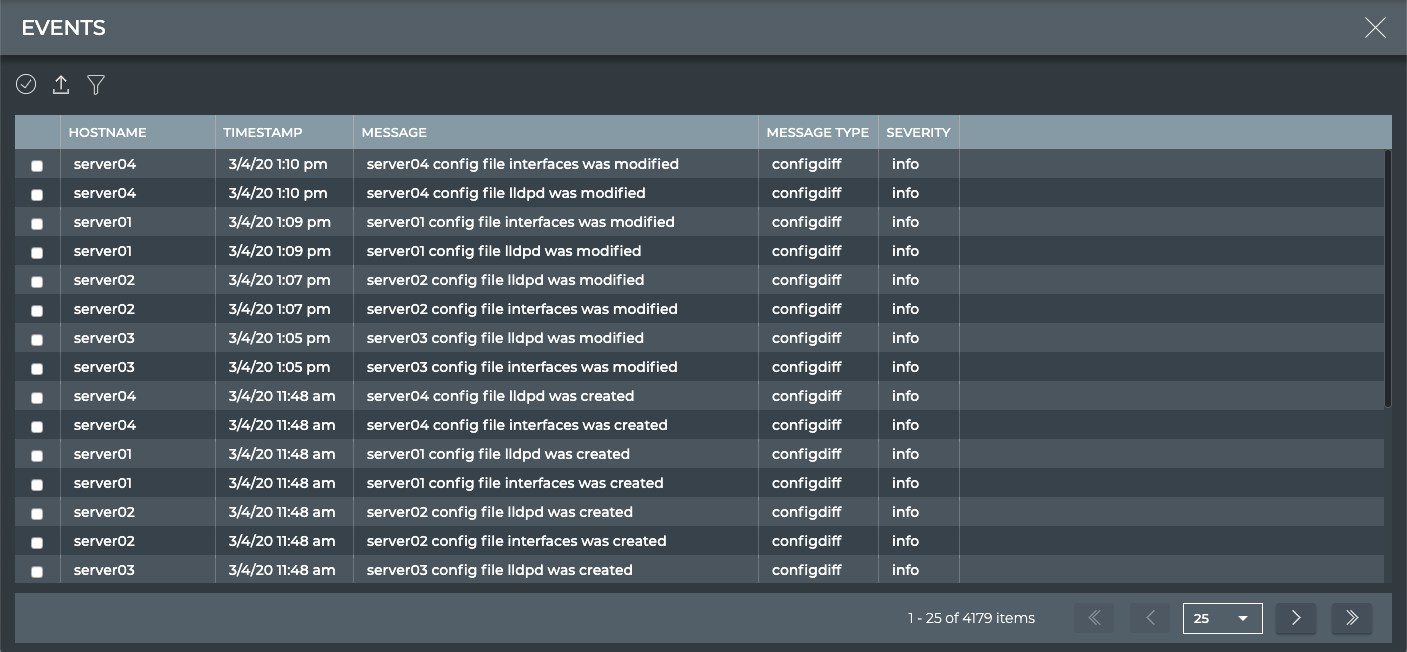 EVENTS
HOSTNAME TIMESTAMP MESSAGE MESSAGE TYPE SEVERITY
server04 3/4/20 1:10 pm server04 config file interfaces was modified configdiff info
server04 3/4/20 1:10 pm server04 config file lldpd was modified configdiff info
server01 3/4/20 1:09 pm server01 config file interfaces was modified configdiff info
server01 3/4/20 1:09 pm server01 config file lldpd was modified configdiff info
server02 3/4/20 1:07 pm server02 config file lldpd was modified configdiff info
server02 3/4/20 1:07 pm server02 config file interfaces was modified configdiff info
server03 3/4/20 1:05 pm server03 config file lldpd was modified configdiff info
server03 3/4/20 1:05 pm server03 config file interfaces was modified configdiff info
server04 3/4/20 11:48 am server04 config file lldpd was created configdiff info
server04 3/4/20 11:48 am server04 config file interfaces was created configdiff info
server01 3/4/20 11:48 am server01 config file lldpd was created configdiff info
server01 3/4/20 11:48 am server01 config file interfaces was created configdiff info
server02 3/4/20 11:48 am server02 config file lldpd was created configdiff info
server02 3/4/20 11:48 am server02 config file interfaces was created configdiff info
server03 3/4/20 11:48 am server03 config file lldpd was created configdiff info
1 - 25 of 4179 items 25